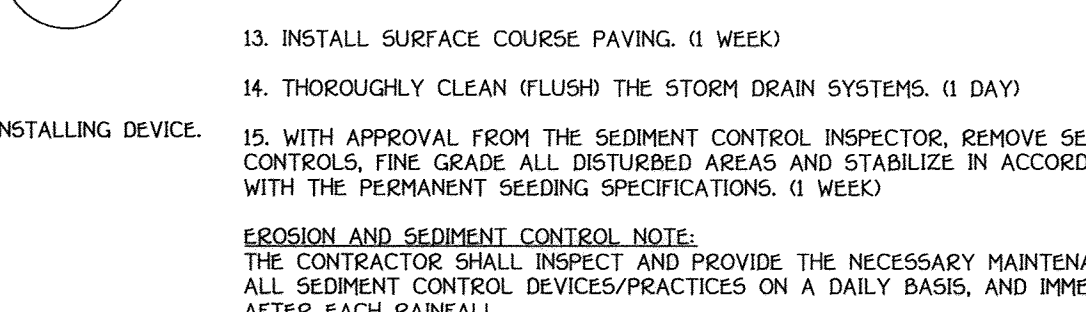 13. INSTALL SURFACE COURSE PAVING. (1 WEEK)
14. THOROUGHLY CLEAN (FLUSH) THE STORM DRAIN SYSTEMS. (1 DAY)
NSTALLING DEVICE.
15. WITH APPROVAL FROM THE SEDIMENT CONTROL INSPECTOR, REMOVE SE
CONTROLS, FINE GRADE ALL DISTURBED AREAS AND STABILIZE IN ACCORD
WITH THE PERMANENT SEEDING SPECIFICATIONS. (1 WEEK)
EROSION AND SEDIMENT CONTROL NOTE:
THE CONTRACTOR SHALL INSPECT AND PROVIDE THE NECESSARY MAINTENA
ALL SEDIMENT CONTROL DEVICES/PRACTICES ON A DAILY BASIS, AND IMME
AFTER EACH RAINFALL